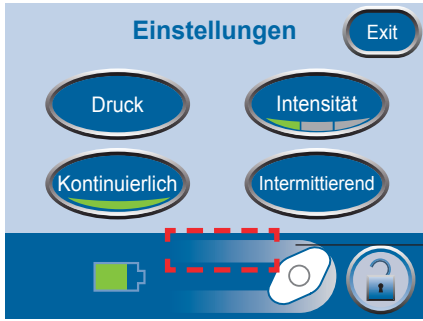 Einstellungen
Exit
Druck
Intensität
Kontinuierlich
Intermittierend